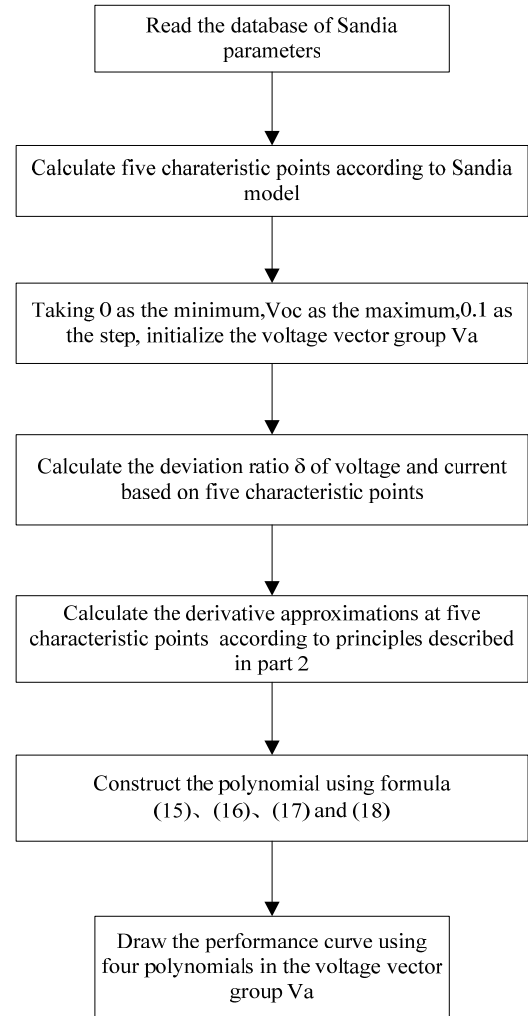 Read the database of Sandia
parameters
Calculate five charateristic points according to Sandia
model
Taking 0 as the minimum,Voc as the maximum,0.1 as
the step, initialize the voltage vector group Va
Calculate the deviation ratio δ of voltage and current
based on five characteristic points
Calculate the derivative approximations at five
characteristic points according to principles described
in part 2
Construct the polynomial using formula
(15)、(16)、(17) and (18)
Draw the performance curve using
four polynomials in the voltage vector
group Va